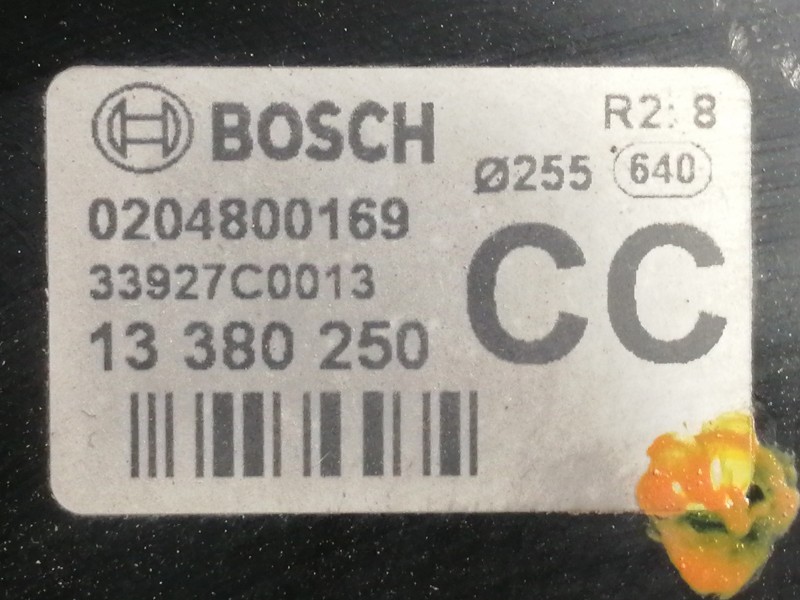 BOSCH
R2: 8
Ø255 640
0204800169
33927C0013
13 380 250
CC